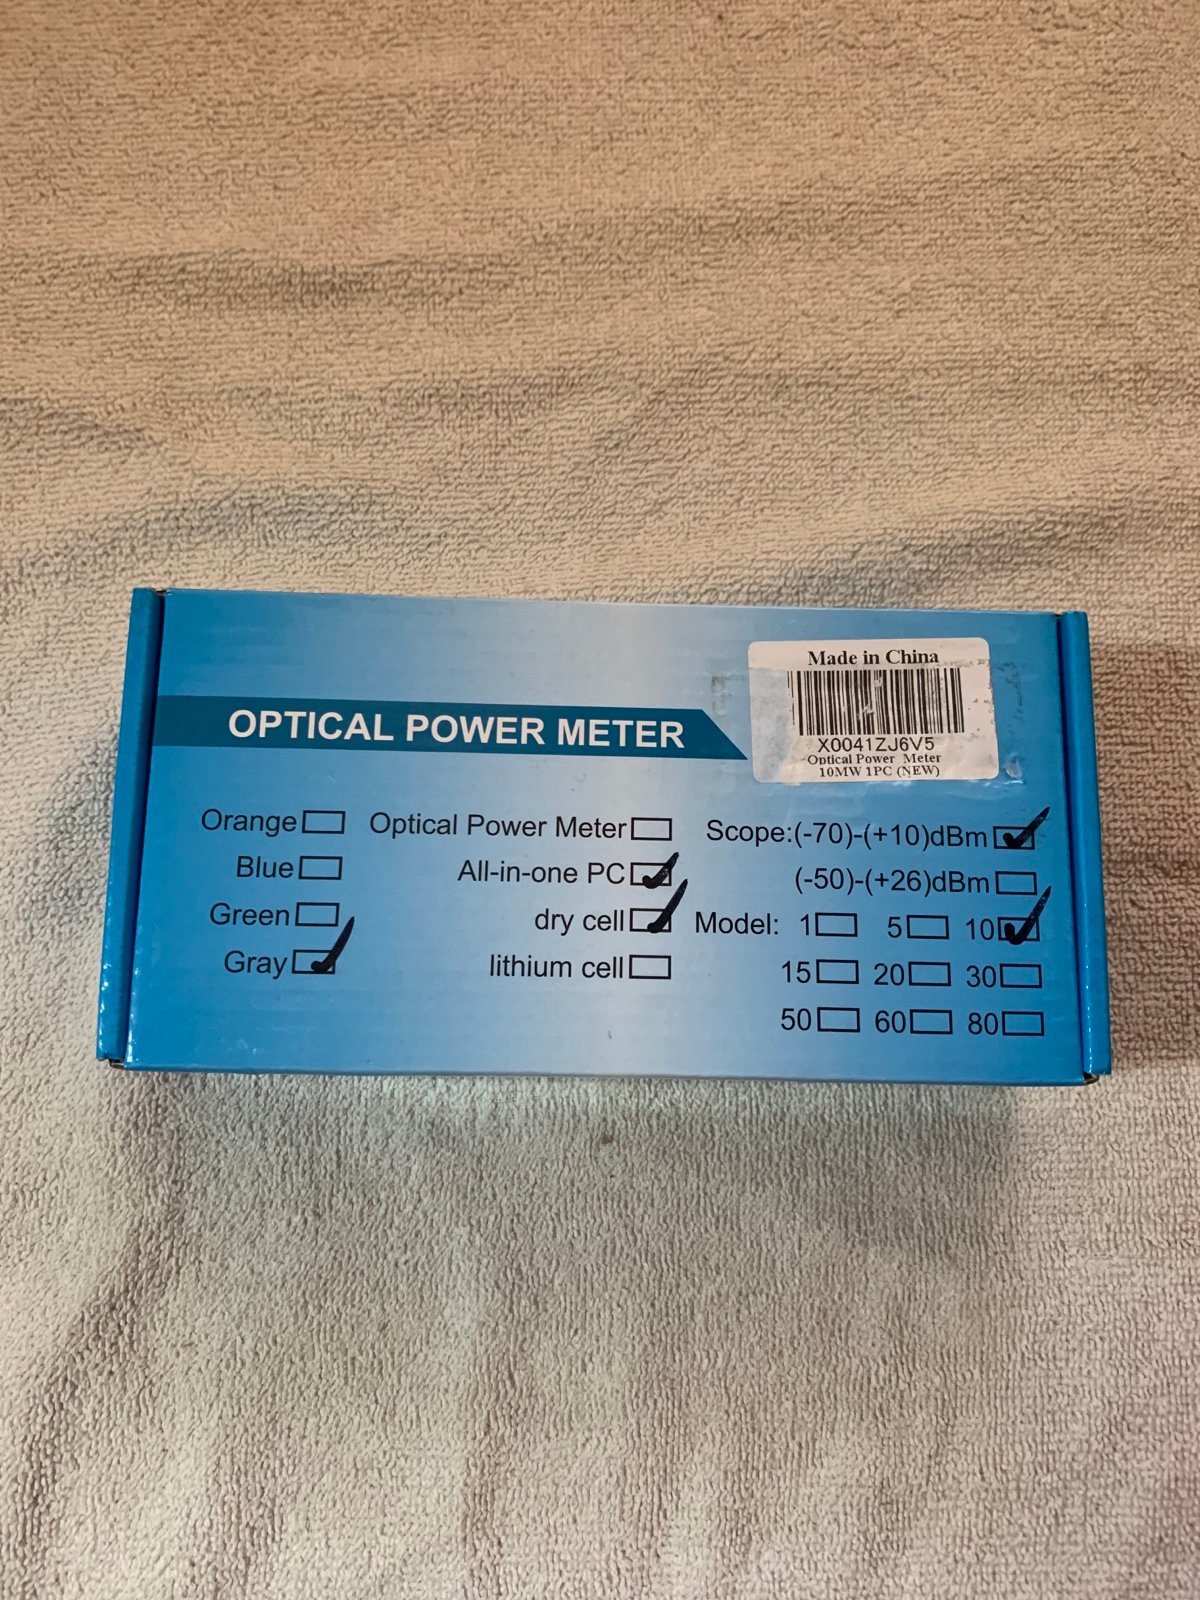 Made in China
X0041ZJ6V5
Optical Power Meter
10MW 1PC (NEW)
OPTICAL POWER METER
Orange
Blue
Green
Gray
Optical Power Meter
All-in-one PC
dry cell
lithium cell
Scope:(-70)-(+10)dBm
(-50)-(+26)dBm
Model: 1 5 10
15 20 30
50 60 80